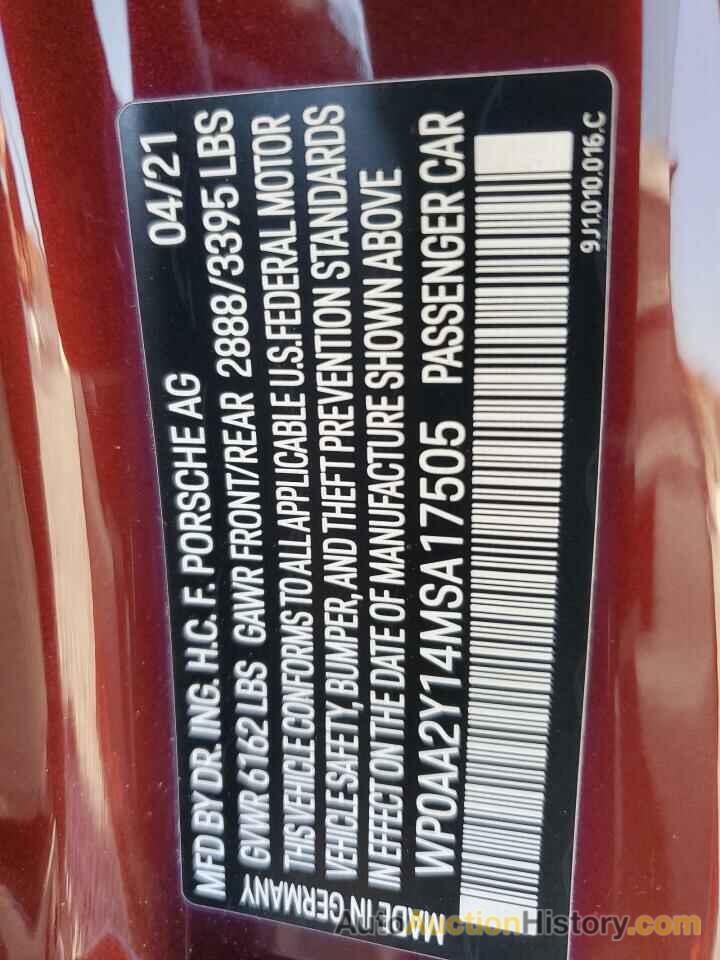 MFD BY DR. ING. H.C. F. PORSCHE AG 04/21
GVWR 6162 LBS GAWR FRONT/REAR 2888/3395 LBS
THIS VEHICLE CONFORMS TO ALL APPLICABLE U.S. FEDERAL MOTOR
VEHICLE SAFETY, BUMPER, AND THEFT PREVENTION STANDARDS
IN EFFECT ON THE DATE OF MANUFACTURE SHOWN ABOVE
WP0AA2Y14MSA17505 PASSENGER CAR
MADE IN GERMANY
9J1.010.016.C
AutoAuctionHistory.com